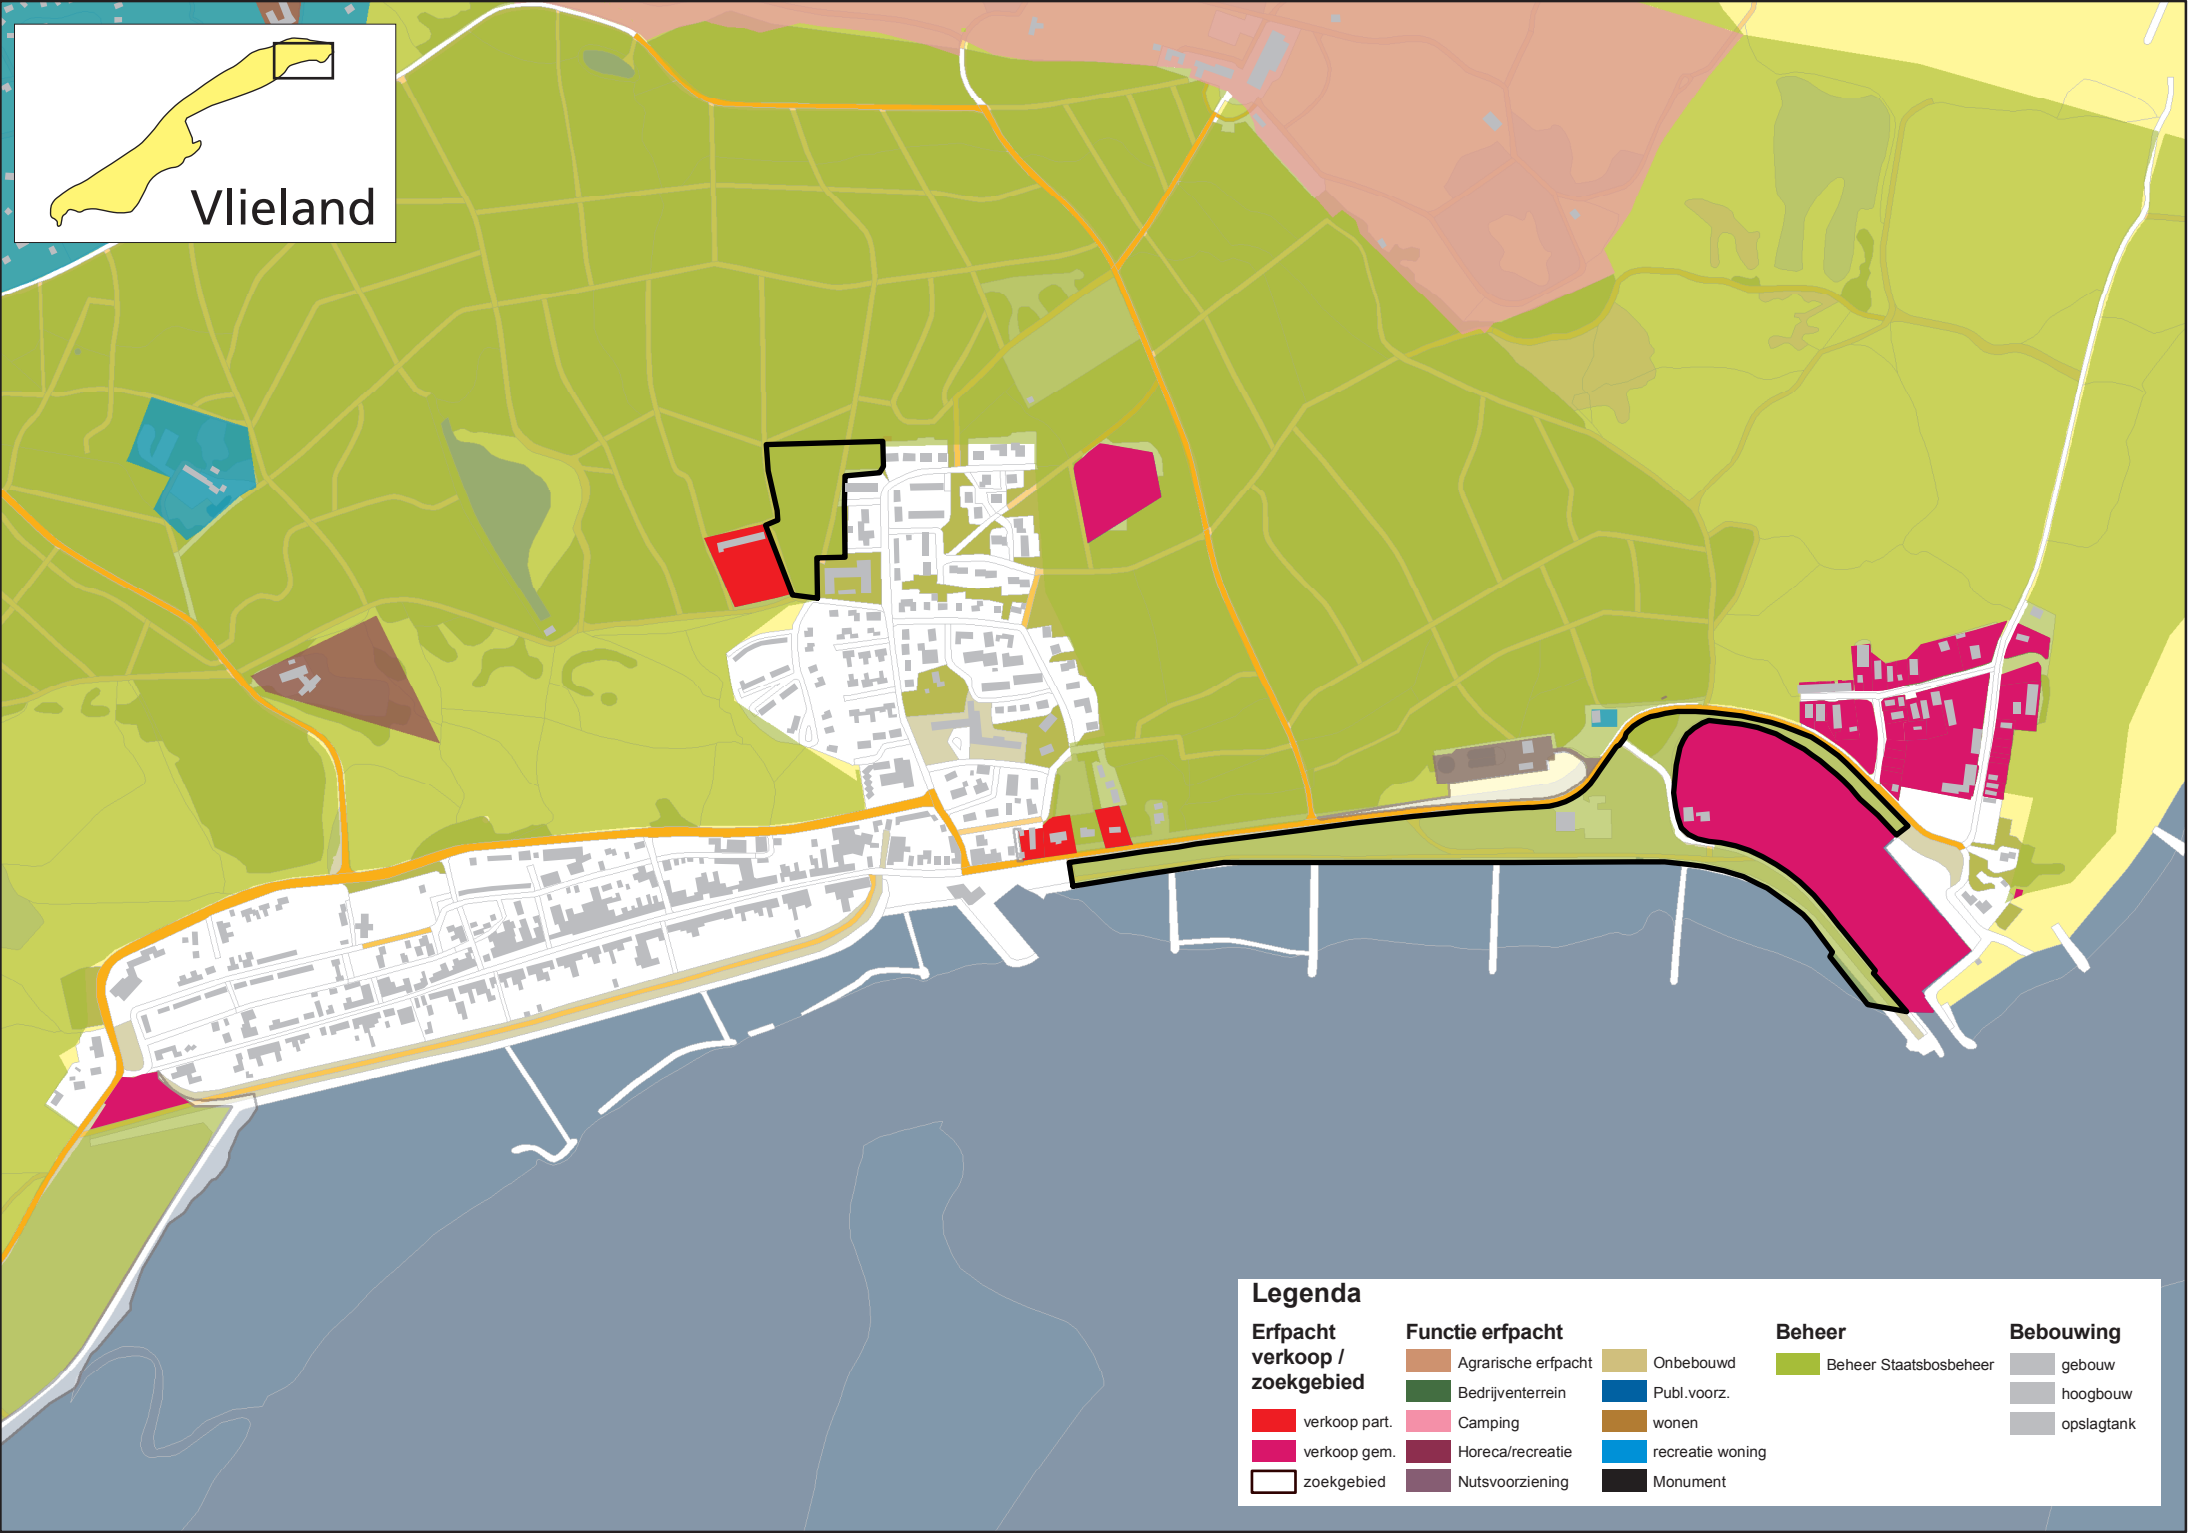 Vlieland
Legenda
Erfpacht
verkoop /
zoekgebied
verkoop part.
verkoop gem.
zoekgebied
Functie erfpacht
Agrarische erfpacht
Bedrijventerrein
Camping
Horeca/recreatie
Nutsvoorziening
Onbebouwd
Publ.voorz.
wonen
recreatie woning
Monument
Beheer
Beheer Staatsbosbeheer
Bebouwing
gebouw
hoogbouw
opslagtank